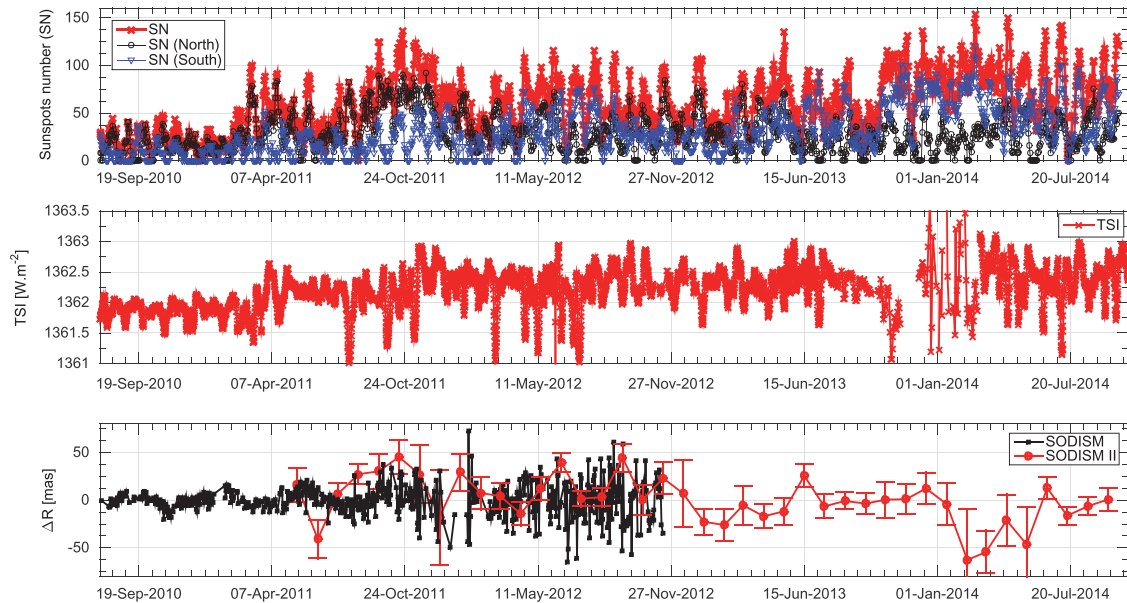 Sunspots number (SN)
150
100
50
0
SN
SN (North)
SN (South)
19-Sep-2010 07-Apr-2011 24-Oct-2011 11-May-2012 27-Nov-2012 15-Jun-2013 01-Jan-2014 20-Jul-2014
TSI [W.m-2]
1363.5
1363
1362.5
1362
1361.5
1361
TSI
19-Sep-2010 07-Apr-2011 24-Oct-2011 11-May-2012 27-Nov-2012 15-Jun-2013 01-Jan-2014 20-Jul-2014
△ R [mas]
50
0
-50
SODISM
SODISM II
19-Sep-2010 07-Apr-2011 24-Oct-2011 11-May-2012 27-Nov-2012 15-Jun-2013 01-Jan-2014 20-Jul-2014